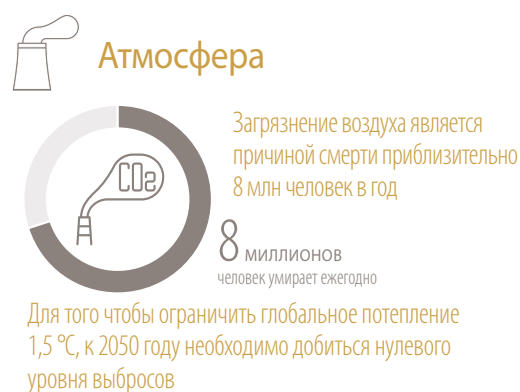 Атмосфера
Загрязнение воздуха является
причиной смерти приблизительно
8 млн человек в год
CO2
8 миллионов
человек умирает ежегодно
Для того чтобы ограничить глобальное потепление
1,5 °C, к 2050 году необходимо добиться нулевого
уровня выбросов